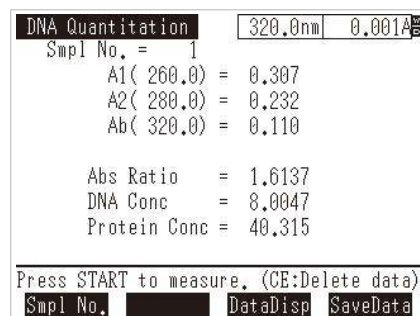 DNA Quantitation 320.0nm 0.001A
Smpl No. = 1
A1( 260.0) = 0.307
A2( 280.0) = 0.232
Ab( 320.0) = 0.110
Abs Ratio = 1.6137
DNA Conc = 8.0047
Protein Conc = 40.315
Press START to measure. (CE:Delete data)
Smpl No. DataDisp SaveData